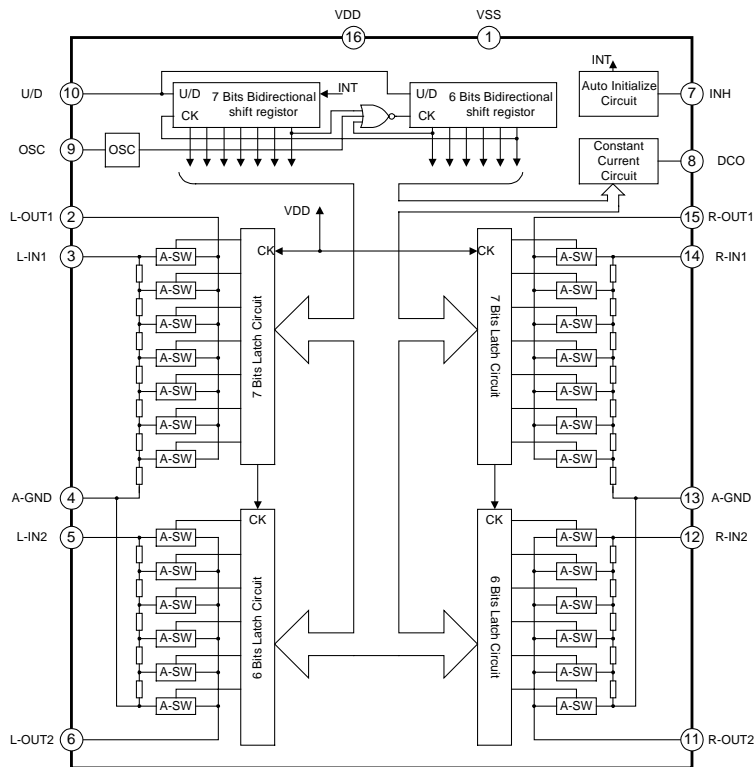 VDD
VSS
16
1
U/D
10
OSC
9
U/D
7 Bits Bidirectional
shift registor
CK
INT
U/D
6 Bits Bidirectional
shift registor
CK
OSC
INT
Auto Initialize
Circuit
7
INH
Constant
Current
Circuit
8
DCO
L-OUT1
2
L-IN1
3
VDD
15
R-OUT1
14
R-IN1
CK
7 Bits Latch Circuit
CK
7 Bits Latch Circuit
A-SW
A-SW
A-SW
A-SW
A-SW
A-SW
A-SW
A-SW
A-SW
A-SW
A-SW
A-SW
A-SW
A-SW
A-GND
4
L-IN2
5
13
A-GND
12
R-IN2
CK
6 Bits Latch Circuit
CK
6 Bits Latch Circuit
A-SW
A-SW
A-SW
A-SW
A-SW
A-SW
A-SW
A-SW
A-SW
A-SW
A-SW
A-SW
L-OUT2
6
11
R-OUT2